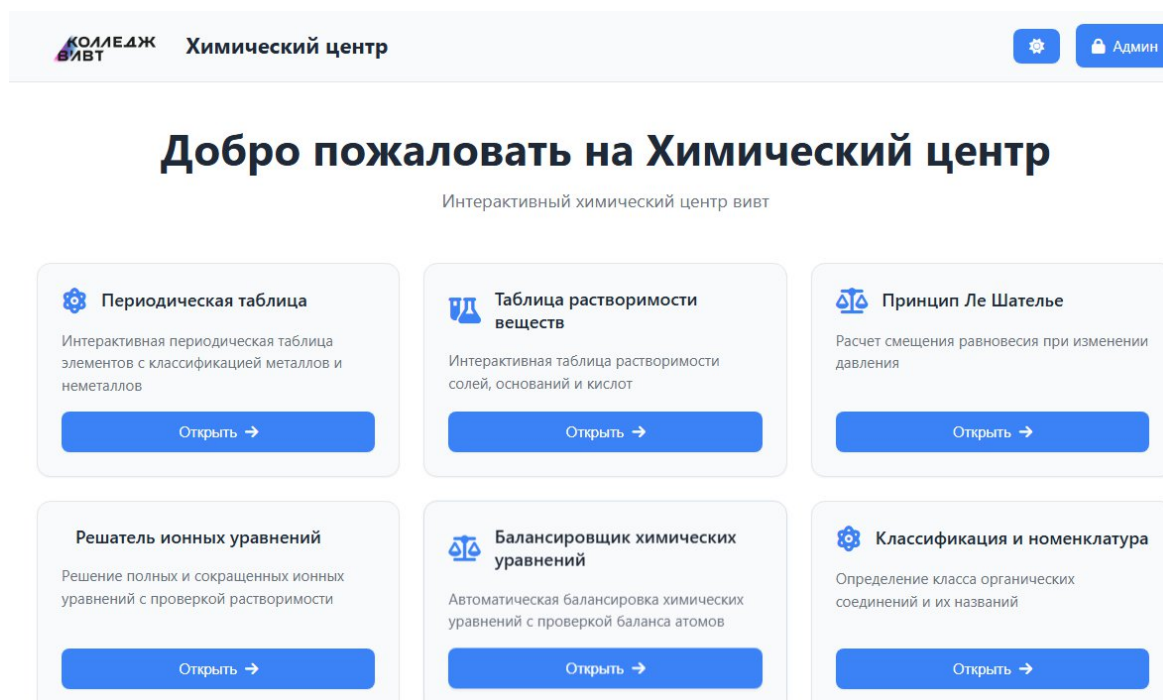 КОЛЛЕДЖ
ВИВТ
Химический центр
Админ
Добро пожаловать на Химический центр
Интерактивный химический центр вивт
Периодическая таблица
Интерактивная периодическая таблица
элементов с классификацией металлов и
неметаллов
Открыть →
Таблица растворимости
веществ
Интерактивная таблица растворимости
солей, оснований и кислот
Открыть →
Принцип Ле Шателье
Расчет смещения равновесия при изменении
давления
Открыть →
Решатель ионных уравнений
Решение полных и сокращенных ионных
уравнений с проверкой растворимости
Открыть →
Балансировщик химических
уравнений
Автоматическая балансировка химических
уравнений с проверкой баланса атомов
Открыть →
Классификация и номенклатура
Определение класса органических
соединений и их названий
Открыть →